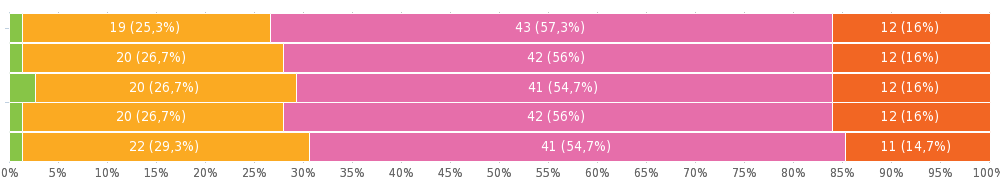 19 (25,3%) 43 (57,3%) 12 (16%)
20 (26,7%) 42 (56%) 12 (16%)
20 (26,7%) 41 (54,7%) 12 (16%)
20 (26,7%) 42 (56%) 12 (16%)
22 (29,3%) 41 (54,7%) 11 (14,7%)
0% 5% 10% 15% 20% 25% 30% 35% 40% 45% 50% 55% 60% 65% 70% 75% 80% 85% 90% 95% 100%